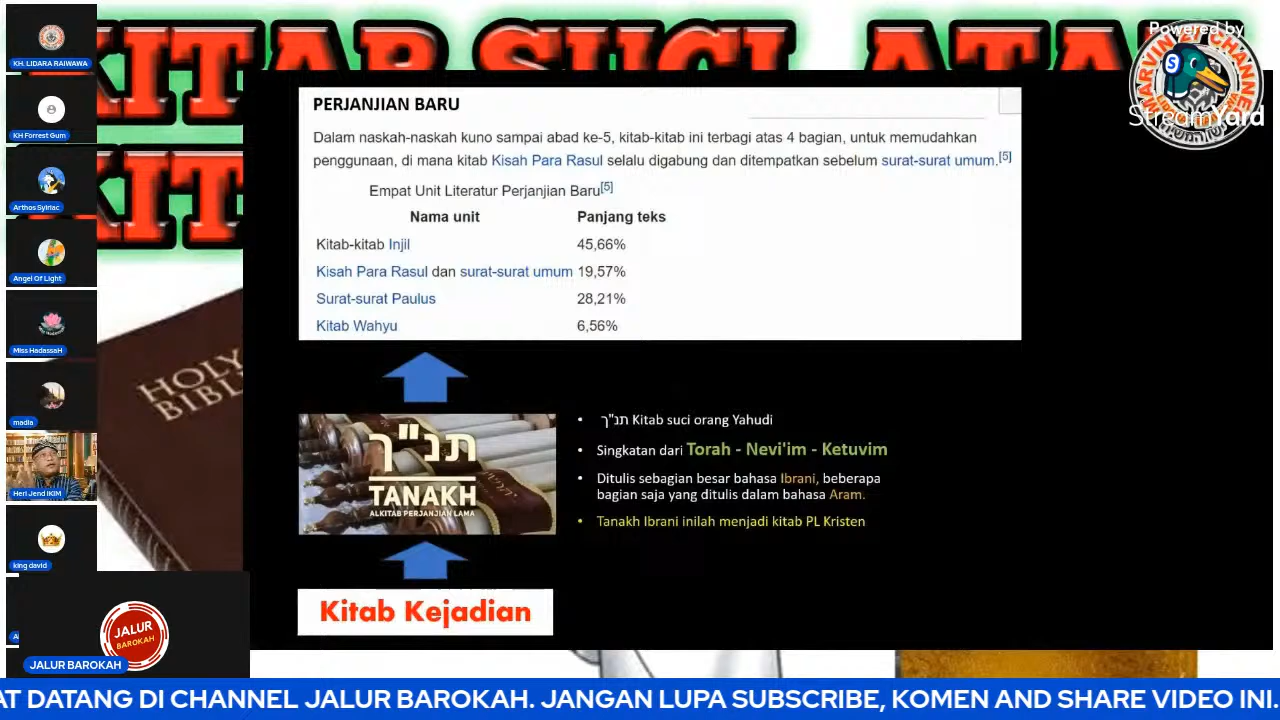 KITAB SUCI ATAU
KITAB
Powered by
StreamYard
MARVIN'S CHANNEL
KH. LIDARA RAIWAWA
KH Forrest Gum
Arthos Syiriac
Angel Of Light
Miss HadassaH
madia
Heri Jend IKIM
king david
A
JALUR
BAROKAH
JALUR BAROKAH
HOLY
BIBL
PERJANJIAN BARU
Dalam naskah-naskah kuno sampai abad ke-5, kitab-kitab ini terbagi atas 4 bagian, untuk memudahkan
penggunaan, di mana kitab Kisah Para Rasul selalu digabung dan ditempatkan sebelum surat-surat umum.[5]
Empat Unit Literatur Perjanjian Baru[5]
Nama unit Panjang teks
Kitab-kitab Injil 45,66%
Kisah Para Rasul dan surat-surat umum 19,57%
Surat-surat Paulus 28,21%
Kitab Wahyu 6,56%
תנ"ך
TANAKH
ALKITAB PERJANJIAN LAMA
• תנ"ך Kitab suci orang Yahudi
• Singkatan dari Torah - Nevi'im - Ketuvim
• Ditulis sebagian besar bahasa Ibrani, beberapa
bagian saja yang ditulis dalam bahasa Aram.
• Tanakh Ibrani inilah menjadi kitab PL Kristen
Kitab Kejadian
AT DATANG DI CHANNEL JALUR BAROKAH. JANGAN LUPA SUBSCRIBE, KOMEN AND SHARE VIDEO INI.